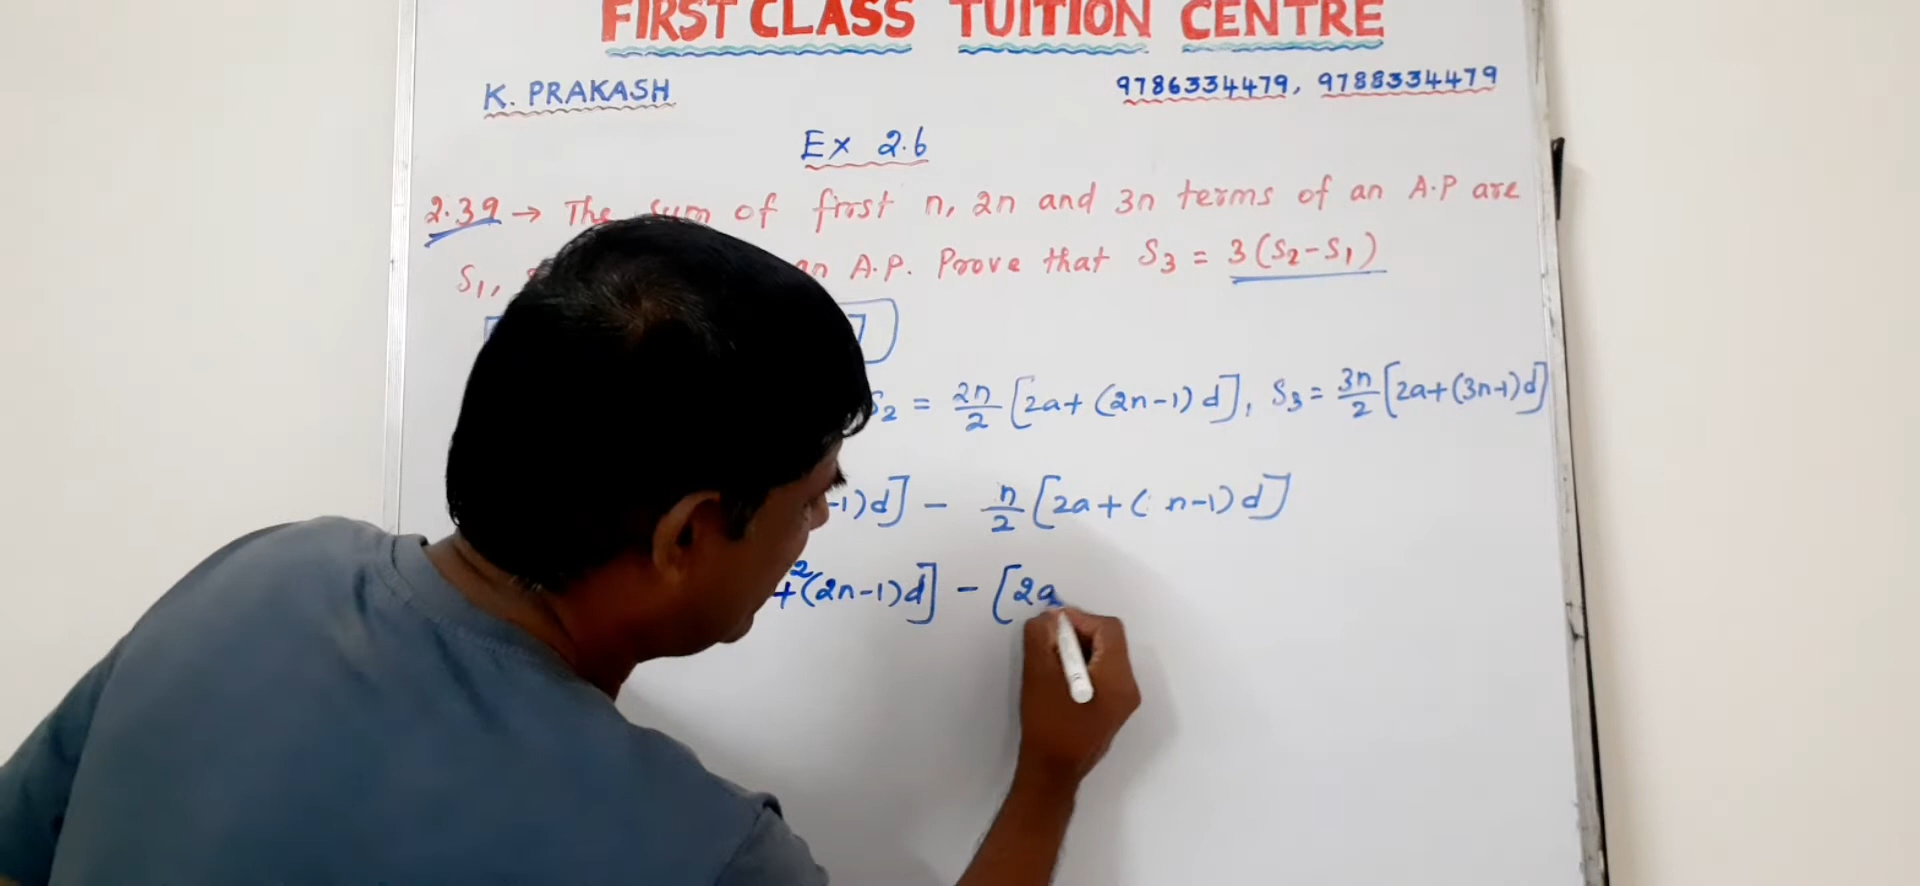 FIRST CLASS TUITION CENTRE
K. PRAKASH 9786334479, 9788334479
Ex 2.6
2.39 → The sum of first n, 2n and 3n terms of an A.P are
S1, an A.P. Prove that S3 = 3(S2-S1)
S2 = 2n/2 [2a+(2n-1)d], S3 = 3n/2 [2a+(3n-1)d]
-1)d] - n/2 [2a+( n-1)d]
+2(2n-1)d] - [2a